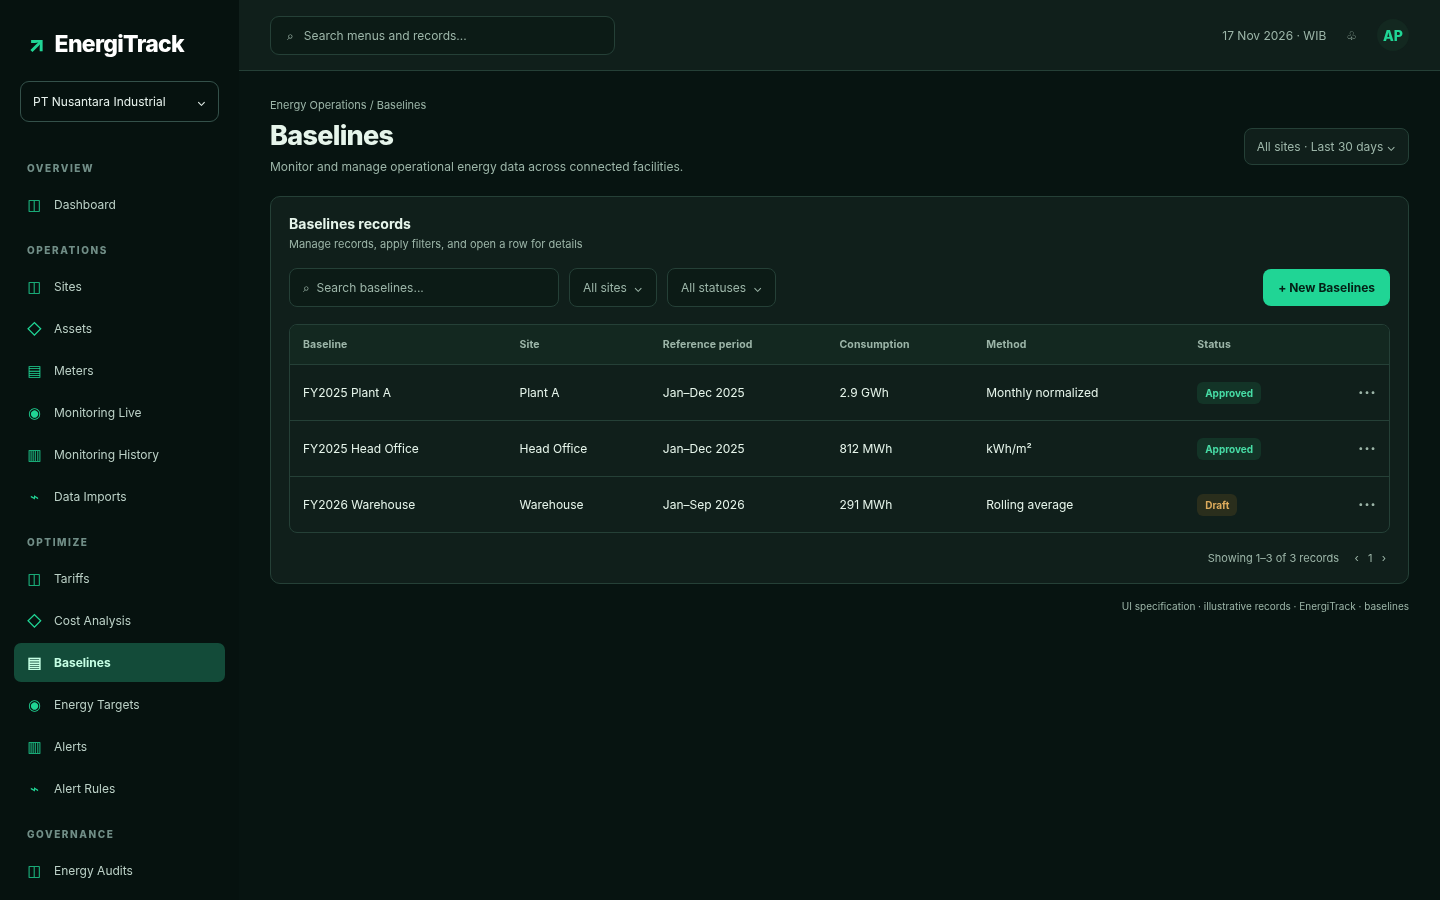 EnergiTrack
PT Nusantara Industrial
OVERVIEW
Dashboard
OPERATIONS
Sites
Assets
Meters
Monitoring Live
Monitoring History
Data Imports
OPTIMIZE
Tariffs
Cost Analysis
Baselines
Energy Targets
Alerts
Alert Rules
GOVERNANCE
Energy Audits
Search menus and records...
17 Nov 2026 · WIB
AP
Energy Operations / Baselines
Baselines
Monitor and manage operational energy data across connected facilities.
All sites · Last 30 days
Baselines records
Manage records, apply filters, and open a row for details
Search baselines... All sites All statuses + New Baselines
Baseline Site Reference period Consumption Method Status
FY2025 Plant A Plant A Jan–Dec 2025 2.9 GWh Monthly normalized Approved
FY2025 Head Office Head Office Jan–Dec 2025 812 MWh kWh/m² Approved
FY2026 Warehouse Warehouse Jan–Sep 2026 291 MWh Rolling average Draft
Showing 1–3 of 3 records ‹ 1 ›
UI specification · illustrative records · EnergiTrack · baselines